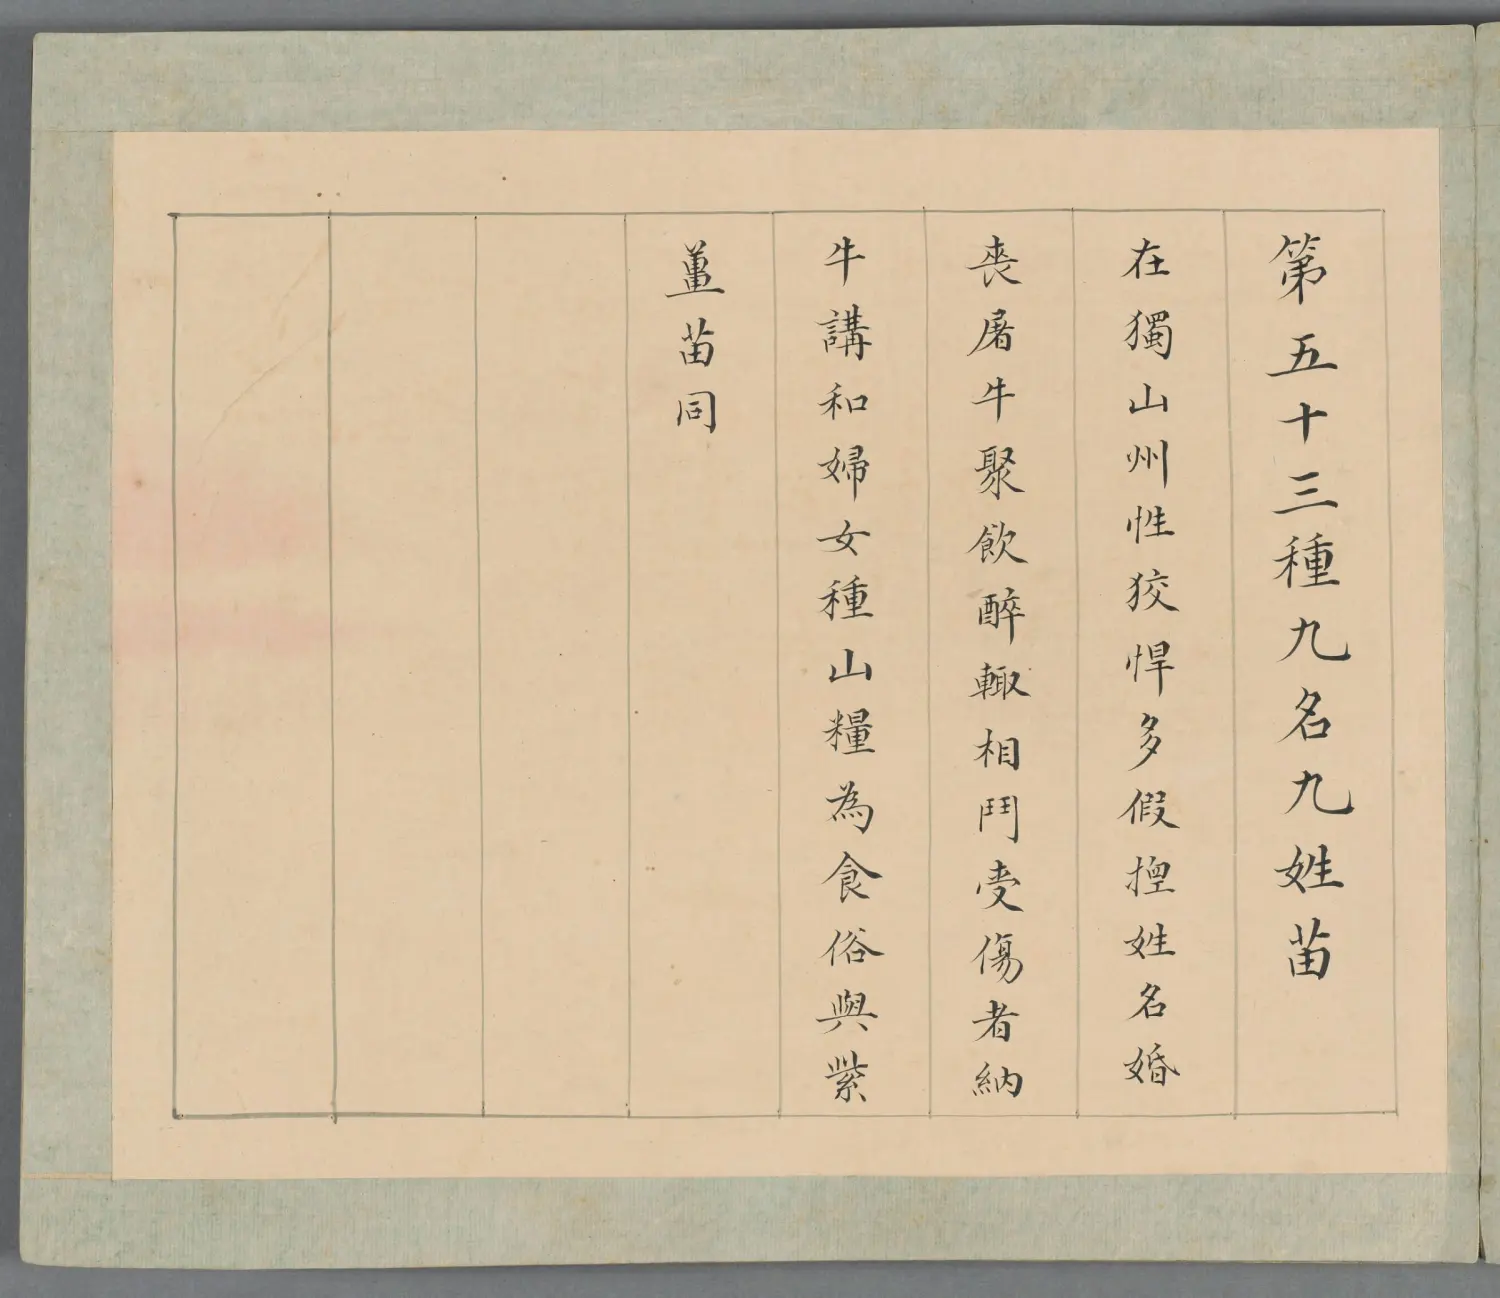 第五十三種九名九姓苗
在獨山州性狡悍多假捏姓名婚
喪屠牛聚飲醉輙相鬥受傷者納
牛講和婦女種山糧為食俗與紫
薑苗同